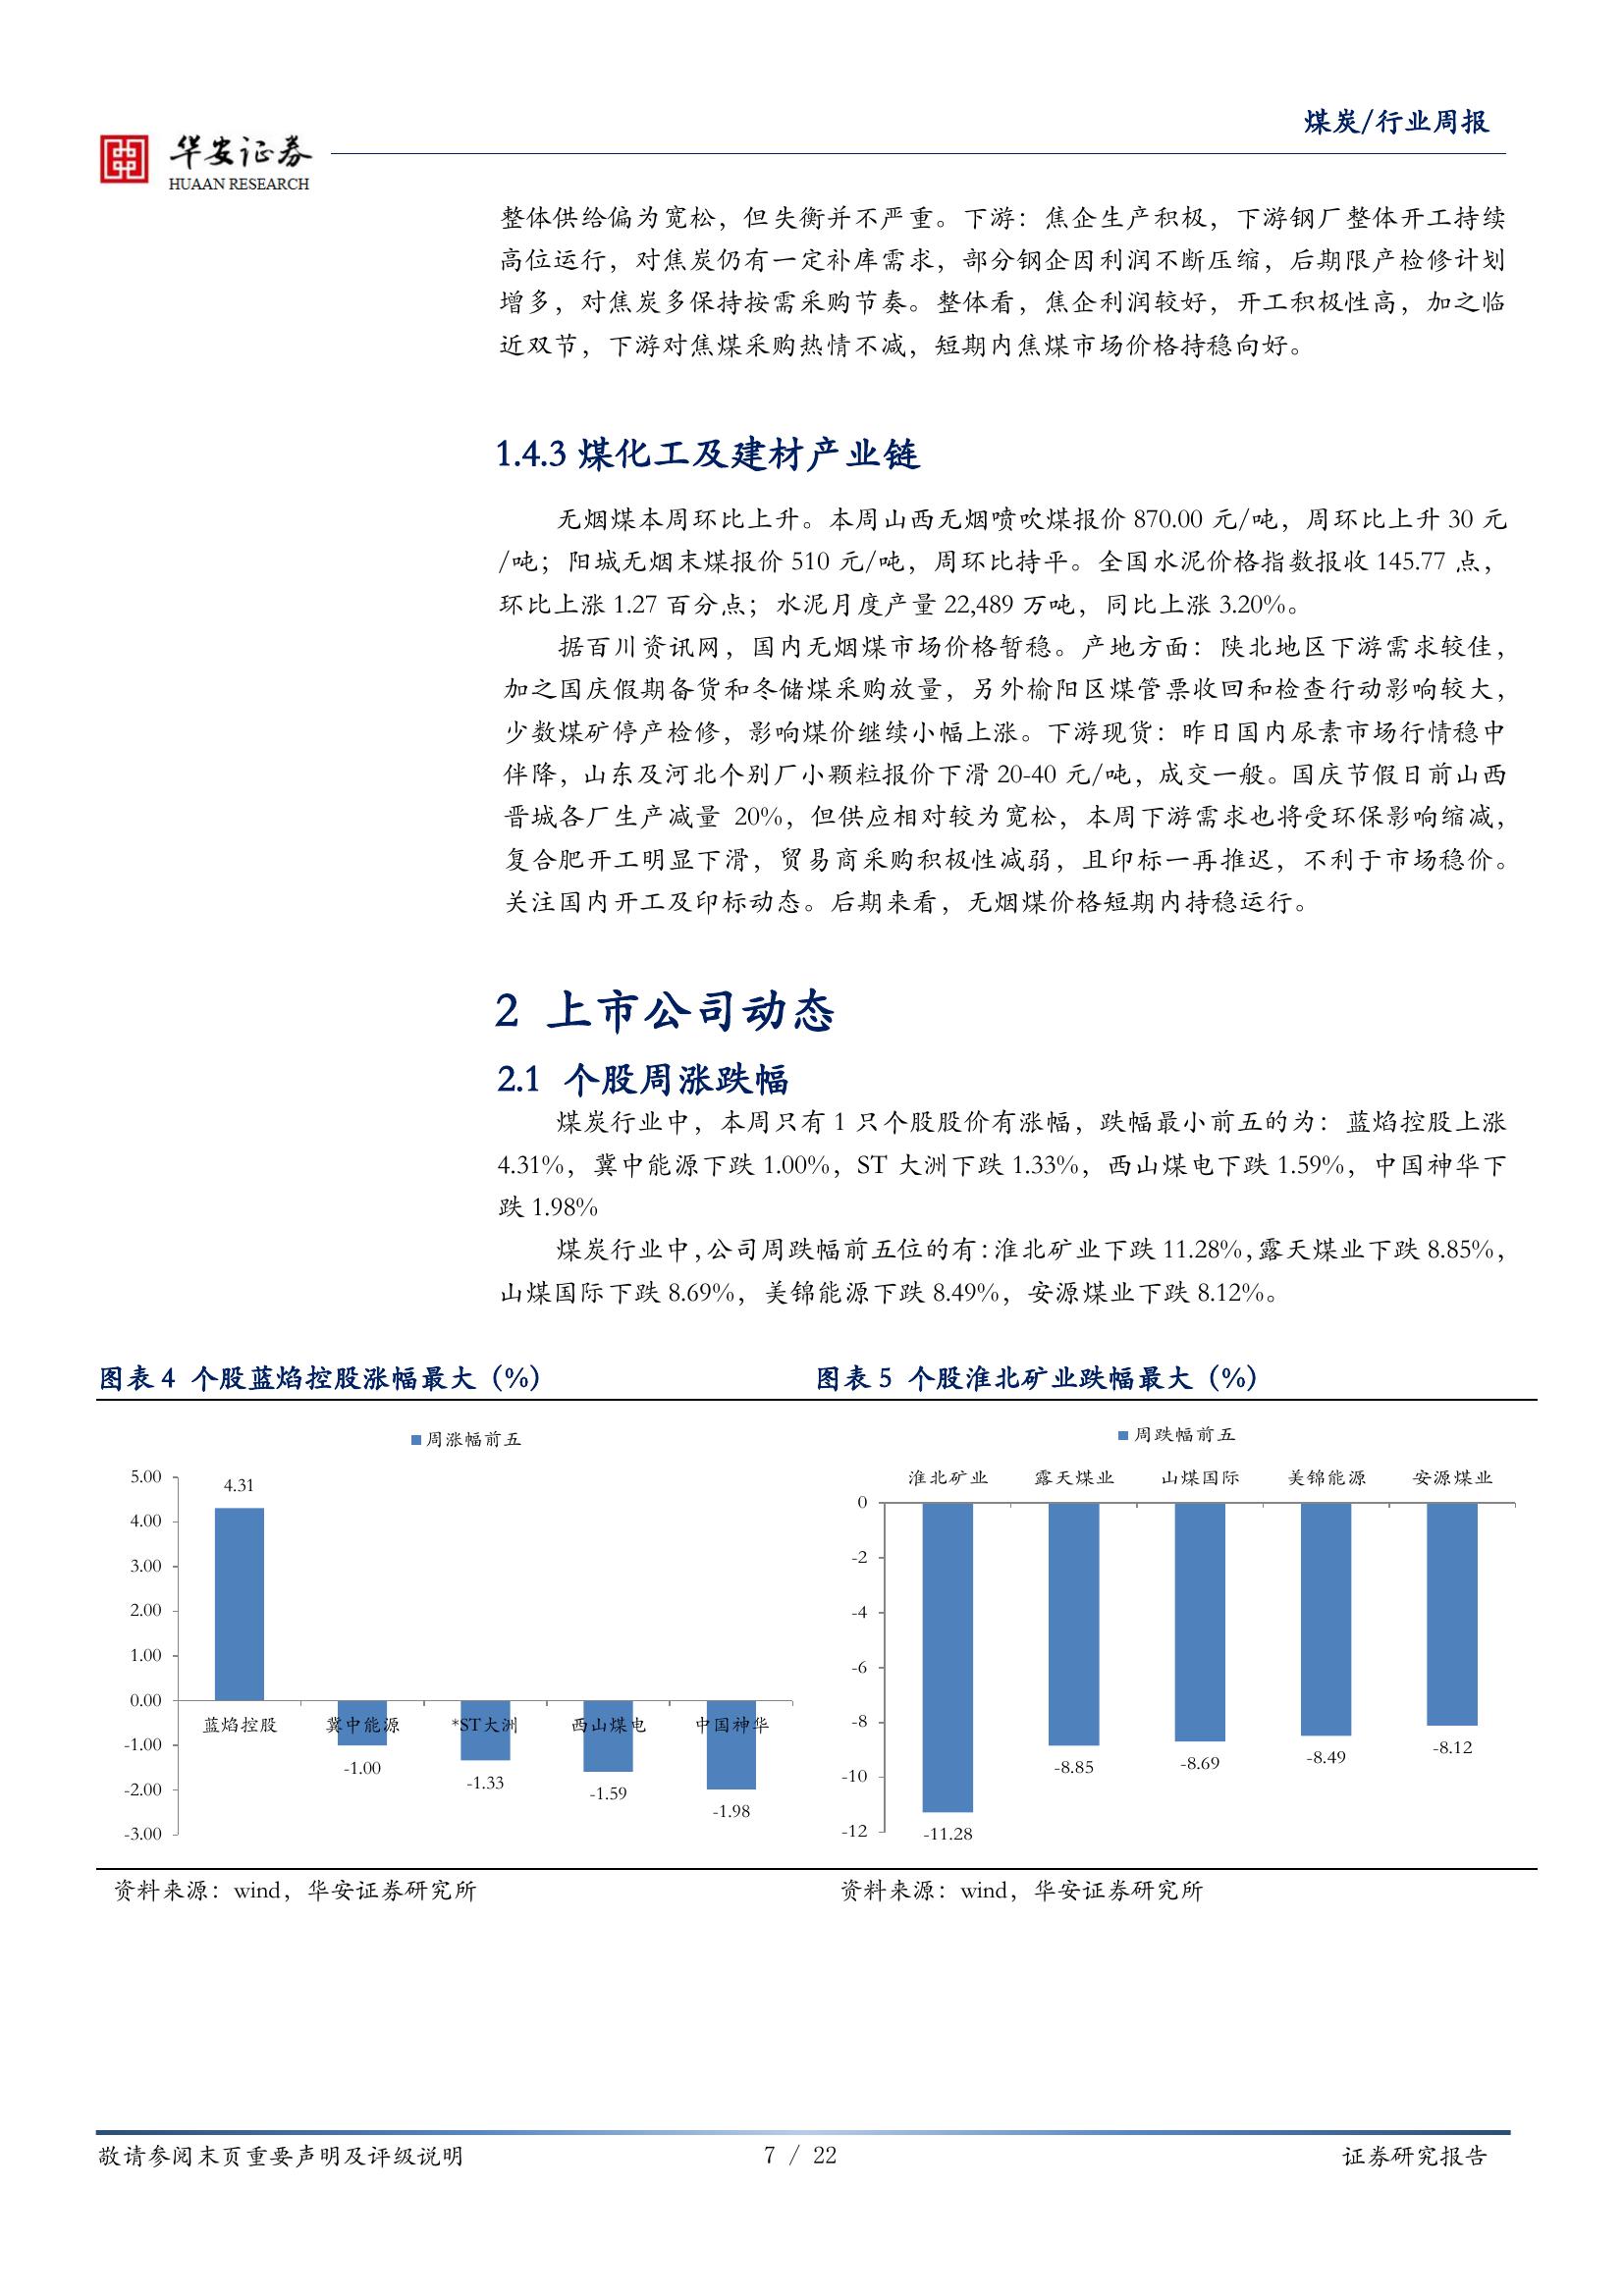 煤炭/行业周报
华安证券
HUAAN RESEARCH
整体供给偏为宽松，但失衡并不严重。下游：焦企生产积极，下游钢厂整体开工持续
高位运行，对焦炭仍有一定补库需求，部分钢企因利润不断压缩，后期限产检修计划
增多，对焦炭多保持按需采购节奏。整体看，焦企利润较好，开工积极性高，加之临
近双节，下游对焦煤采购热情不减，短期内焦煤市场价格持稳向好。
1.4.3 煤化工及建材产业链
无烟煤本周环比上升。本周山西无烟喷吹煤报价 870.00 元/吨，周环比上升 30 元
/吨；阳城无烟末煤报价 510 元/吨，周环比持平。全国水泥价格指数报收 145.77 点，
环比上涨 1.27 百分点；水泥月度产量 22,489 万吨，同比上涨 3.20%。
据百川资讯网，国内无烟煤市场价格暂稳。产地方面：陕北地区下游需求较佳，
加之国庆假期备货和冬储煤采购放量，另外榆阳区煤管票收回和检查行动影响较大，
少数煤矿停产检修，影响煤价继续小幅上涨。下游现货：昨日国内尿素市场行情稳中
伴降，山东及河北个别厂小颗粒报价下滑 20-40 元/吨，成交一般。国庆节假日前山西
晋城各厂生产减量 20%，但供应相对较为宽松，本周下游需求也将受环保影响缩减，
复合肥开工明显下滑，贸易商采购积极性减弱，且印标一再推迟，不利于市场稳价。
关注国内开工及印标动态。后期来看，无烟煤价格短期内持稳运行。
2 上市公司动态
2.1 个股周涨跌幅
煤炭行业中，本周只有 1 只个股股价有涨幅，跌幅最小前五的为：蓝焰控股上涨
4.31%，冀中能源下跌 1.00%，ST 大洲下跌 1.33%，西山煤电下跌 1.59%，中国神华下
跌 1.98%
煤炭行业中，公司周跌幅前五位的有：淮北矿业下跌 11.28%，露天煤业下跌 8.85%，
山煤国际下跌 8.69%，美锦能源下跌 8.49%，安源煤业下跌 8.12%。
图表 4 个股蓝焰控股涨幅最大（%）
周涨幅前五
5.00
4.00
3.00
2.00
1.00
0.00
-1.00
-2.00
-3.00
4.31
蓝焰控股 冀中能源 *ST大洲 西山煤电 中国神华
-1.00
-1.33
-1.59
-1.98
资料来源：wind，华安证券研究所
图表 5 个股淮北矿业跌幅最大（%）
周跌幅前五
淮北矿业 露天煤业 山煤国际 美锦能源 安源煤业
0
-2
-4
-6
-8
-10
-12
-11.28
-8.85
-8.69
-8.49
-8.12
资料来源：wind，华安证券研究所
敬请参阅末页重要声明及评级说明
7 / 22
证券研究报告